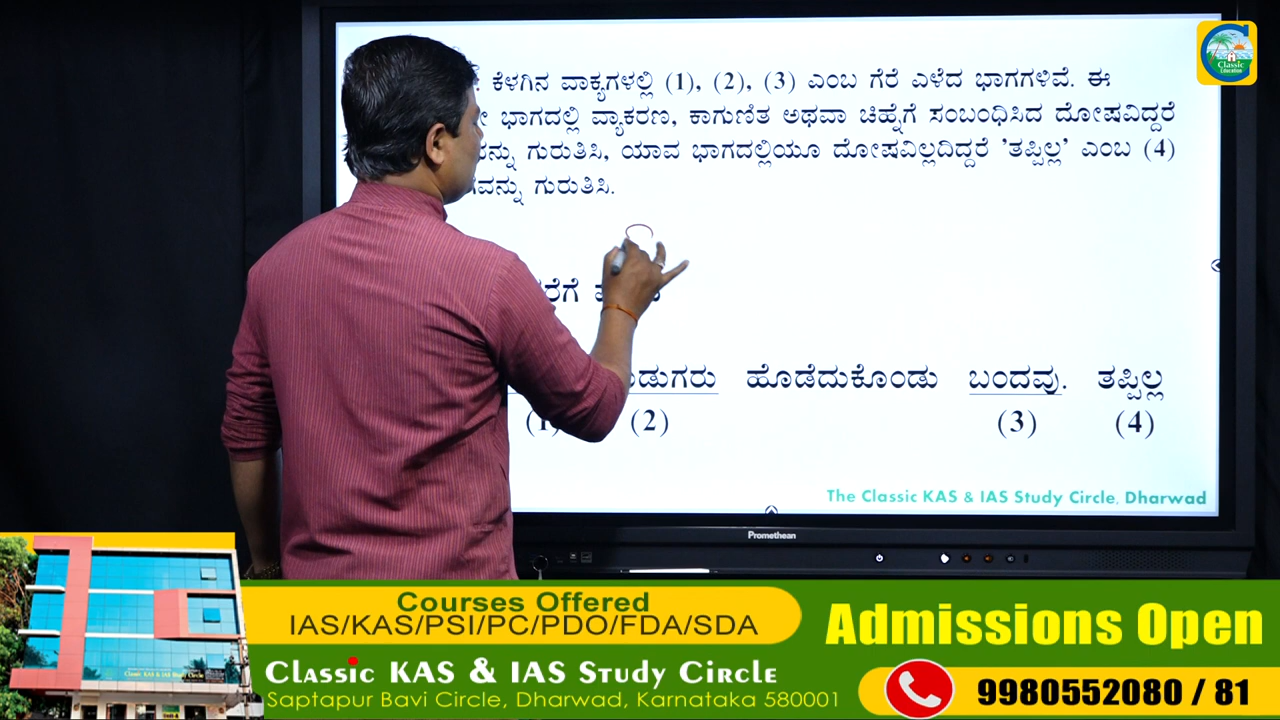 ಕೆಳಗಿನ ವಾಕ್ಯಗಳಲ್ಲಿ (1), (2), (3) ಎಂಬ ಗೆರೆ ಎಳೆದ ಭಾಗಗಳಿವೆ. ಈ
ಭಾಗದಲ್ಲಿ ವ್ಯಾಕರಣ, ಕಾಗುಣಿತ ಅಥವಾ ಚಿಹ್ನೆಗೆ ಸಂಬಂಧಿಸಿದ ದೋಷವಿದ್ದರೆ
ಗುರುತಿಸಿ, ಯಾವ ಭಾಗದಲ್ಲಿಯೂ ದೋಷವಿಲ್ಲದಿದ್ದರೆ 'ತಪ್ಪಿಲ್ಲ' ಎಂಬ (4)
ಗುರುತಿಸಿ.
ಹೊಡೆದುಕೊಂಡು ಬಂದವು. ತಪ್ಪಿಲ್ಲ
(2) (3) (4)
The Classic KAS & IAS Study Circle, Dharwad
Promethean
Classic
Education
Courses Offered
IAS/KAS/PSI/PC/PDO/FDA/SDA
Classic KAS & IAS Study Circle
Saptapur Bavi Circle, Dharwad, Karnataka 580001
Admissions Open
9980552080 / 81